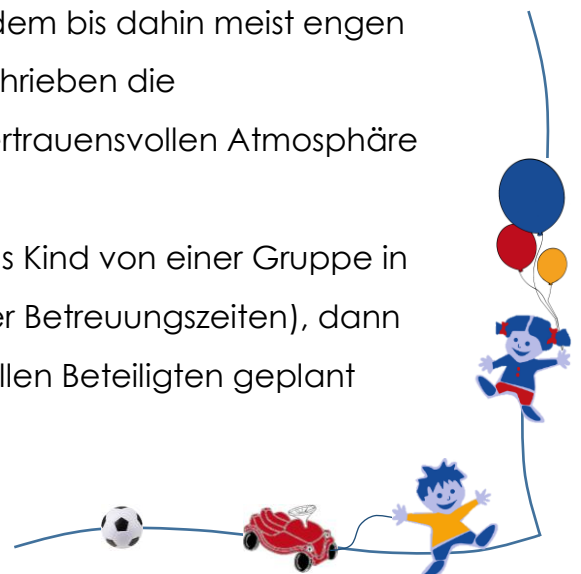 dem bis dahin meist engen
hrieben die
rtrauensvollen Atmosphäre
s Kind von einer Gruppe in
er Betreuungszeiten), dann
llen Beteiligten geplant